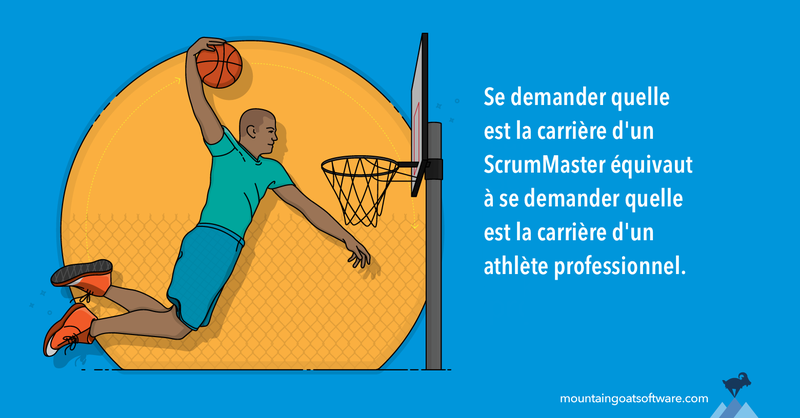 Se demander quelle
est la carrière d'un
ScrumMaster équivaut
à se demander quelle
est la carrière d'un
athlète professionnel.
mountaingoatsoftware.com